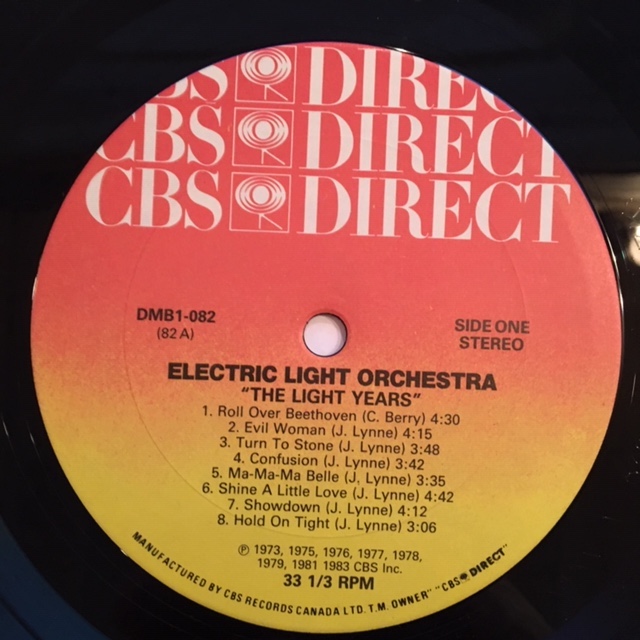 CBS DIRECT
CBS DIRECT
CBS DIRECT
DMB1-082
(82 A)
SIDE ONE
STEREO
ELECTRIC LIGHT ORCHESTRA
"THE LIGHT YEARS"
1. Roll Over Beethoven (C. Berry) 4:30
2. Evil Woman (J. Lynne) 4:15
3. Turn To Stone (J. Lynne) 3:48
4. Confusion (J. Lynne) 3:42
5. Ma-Ma-Ma Belle (J. Lynne) 3:35
6. Shine A Little Love (J. Lynne) 4:42
7. Showdown (J. Lynne) 4:12
8. Hold On Tight (J. Lynne) 3:06
℗ 1973, 1975, 1976, 1977, 1978,
1979, 1981 1983 CBS Inc.
33 1/3 RPM
MANUFACTURED BY CBS RECORDS CANADA LTD. T.M. OWNER" "CBS DIRECT"